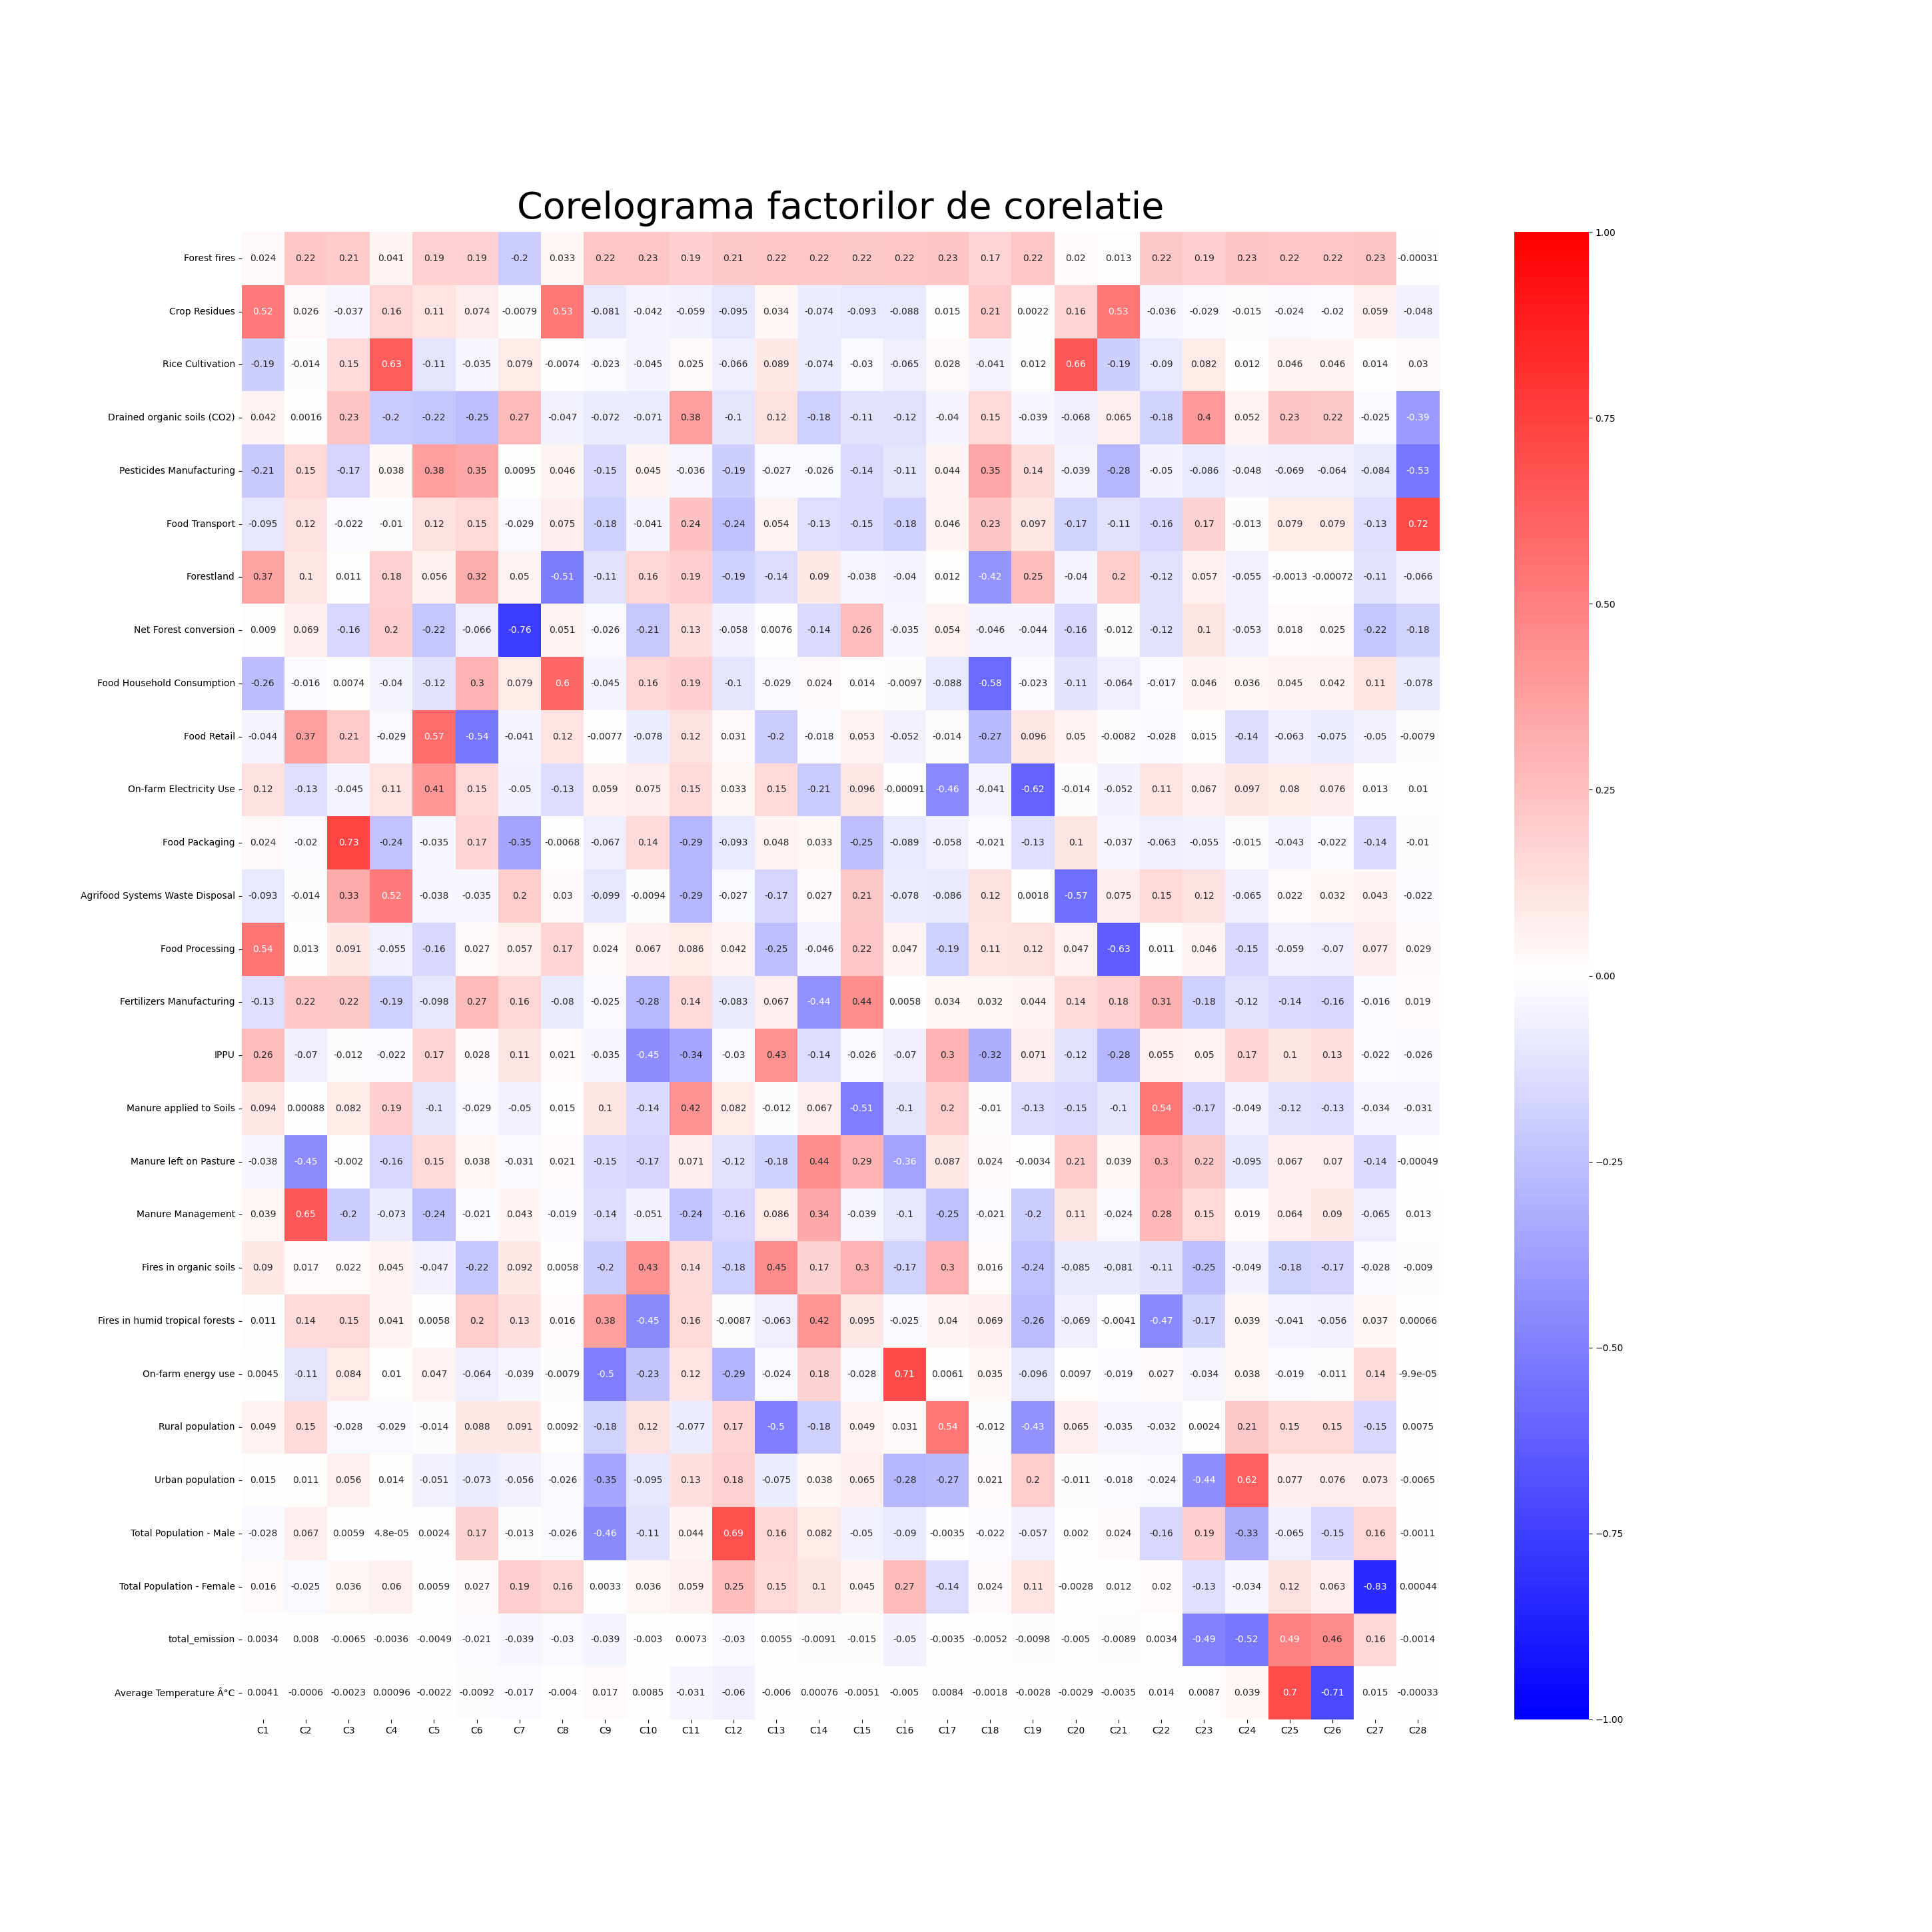 Corelograma factorilor de corelatie
Forest fires 0.024 0.22 0.21 0.041 0.19 0.19 -0.2 0.033 0.22 0.23 0.19 0.21 0.22 0.22 0.22 0.22 0.23 0.17 0.22 0.02 0.013 0.22 0.19 0.23 0.22 0.22 0.23 -0.00031
Crop Residues 0.52 0.026 -0.037 0.16 0.11 0.074 -0.0079 0.53 -0.081 -0.042 -0.059 -0.095 0.034 -0.074 -0.093 -0.088 0.015 0.21 0.0022 0.16 0.53 -0.036 -0.029 -0.015 -0.024 -0.02 0.059 -0.048
Rice Cultivation -0.19 -0.014 0.15 0.63 -0.11 -0.035 0.079 -0.0074 -0.023 -0.045 0.025 -0.066 0.089 -0.074 -0.03 -0.065 0.028 -0.041 0.012 0.66 -0.19 -0.09 0.082 0.012 0.046 0.046 0.014 0.03
Drained organic soils (CO2) 0.042 0.0016 0.23 -0.2 -0.22 -0.25 0.27 -0.047 -0.072 -0.071 0.38 -0.1 0.12 -0.18 -0.11 -0.12 -0.04 0.15 -0.039 -0.068 0.065 -0.18 0.4 0.052 0.23 0.22 -0.025 -0.39
Pesticides Manufacturing -0.21 0.15 -0.17 0.038 0.38 0.35 0.0095 0.046 -0.15 0.045 -0.036 -0.19 -0.027 -0.026 -0.14 -0.11 0.044 0.35 0.14 -0.039 -0.28 -0.05 -0.086 -0.048 -0.069 -0.064 -0.084 -0.53
Food Transport -0.095 0.12 -0.022 -0.01 0.12 0.15 -0.029 0.075 -0.18 -0.041 0.24 -0.24 0.054 -0.13 -0.15 -0.18 0.046 0.23 0.097 -0.17 -0.11 -0.16 0.17 -0.013 0.079 0.079 -0.13 0.72
Forestland 0.37 0.1 0.011 0.18 0.056 0.32 0.05 -0.51 -0.11 0.16 0.19 -0.19 -0.14 0.09 -0.038 -0.04 0.012 -0.42 0.25 -0.04 0.2 -0.12 0.057 -0.055 -0.0013 -0.00072 -0.11 -0.066
Net Forest conversion 0.009 0.069 -0.16 0.2 -0.22 -0.066 -0.76 0.051 -0.026 -0.21 0.13 -0.058 0.0076 -0.14 0.26 -0.035 0.054 -0.046 -0.044 -0.16 -0.012 -0.12 0.1 -0.053 0.018 0.025 -0.22 -0.18
Food Household Consumption -0.26 -0.016 0.0074 -0.04 -0.12 0.3 0.079 0.6 -0.045 0.16 0.19 -0.1 -0.029 0.024 0.014 -0.0097 -0.088 -0.58 -0.023 -0.11 -0.064 -0.017 0.046 0.036 0.045 0.042 0.11 -0.078
Food Retail -0.044 0.37 0.21 -0.029 0.57 -0.54 -0.041 0.12 -0.0077 -0.078 0.12 0.031 -0.2 -0.018 0.053 -0.052 -0.014 -0.27 0.096 0.05 -0.0082 -0.028 0.015 -0.14 -0.063 -0.075 -0.05 -0.0079
On-farm Electricity Use 0.12 -0.13 -0.045 0.11 0.41 0.15 -0.05 -0.13 0.059 0.075 0.15 0.033 0.15 -0.21 0.096 -0.00091 -0.46 -0.041 -0.62 -0.014 -0.052 0.11 0.067 0.097 0.08 0.076 0.013 0.01
Food Packaging 0.024 -0.02 0.73 -0.24 -0.035 0.17 -0.35 -0.0068 -0.067 0.14 -0.29 -0.093 0.048 0.033 -0.25 -0.089 -0.058 -0.021 -0.13 0.1 -0.037 -0.063 -0.055 -0.015 -0.043 -0.022 -0.14 -0.01
Agrifood Systems Waste Disposal -0.093 -0.014 0.33 0.52 -0.038 -0.035 0.2 0.03 -0.099 -0.0094 -0.29 -0.027 -0.17 0.027 0.21 -0.078 -0.086 0.12 0.0018 -0.57 0.075 0.15 0.12 -0.065 0.022 0.032 0.043 -0.022
Food Processing 0.54 0.013 0.091 -0.055 -0.16 0.027 0.057 0.17 0.024 0.067 0.086 0.042 -0.25 -0.046 0.22 0.047 -0.19 0.11 0.12 0.047 -0.63 0.011 0.046 -0.15 -0.059 -0.07 0.077 0.029
Fertilizers Manufacturing -0.13 0.22 0.22 -0.19 -0.098 0.27 0.16 -0.08 -0.025 -0.28 0.14 -0.083 0.067 -0.44 0.44 0.0058 0.034 0.032 0.044 0.14 0.18 0.31 -0.18 -0.12 -0.14 -0.16 -0.016 0.019
IPPU 0.26 -0.07 -0.012 -0.022 0.17 0.028 0.11 0.021 -0.035 -0.45 -0.34 -0.03 0.43 -0.14 -0.026 -0.07 0.3 -0.32 0.071 -0.12 -0.28 0.055 0.05 0.17 0.1 0.13 -0.022 -0.026
Manure applied to Soils 0.094 0.00088 0.082 0.19 -0.1 -0.029 -0.05 0.015 0.1 -0.14 0.42 0.082 -0.012 0.067 -0.51 -0.1 0.2 -0.01 -0.13 -0.15 -0.1 0.54 -0.17 -0.049 -0.12 -0.13 -0.034 -0.031
Manure left on Pasture -0.038 -0.45 -0.002 -0.16 0.15 0.038 -0.031 0.021 -0.15 -0.17 0.071 -0.12 -0.18 0.44 0.29 -0.36 0.087 0.024 -0.0034 0.21 0.039 0.3 0.22 -0.095 0.067 0.07 -0.14 -0.00049
Manure Management 0.039 0.65 -0.2 -0.073 -0.24 -0.021 0.043 -0.019 -0.14 -0.051 -0.24 -0.16 0.086 0.34 -0.039 -0.1 -0.25 -0.021 -0.2 0.11 -0.024 0.28 0.15 0.019 0.064 0.09 -0.065 0.013
Fires in organic soils 0.09 0.017 0.022 0.045 -0.047 -0.22 0.092 0.0058 -0.2 0.43 0.14 -0.18 0.45 0.17 0.3 -0.17 0.3 0.016 -0.24 -0.085 -0.081 -0.11 -0.25 -0.049 -0.18 -0.17 -0.028 -0.009
Fires in humid tropical forests 0.011 0.14 0.15 0.041 0.0058 0.2 0.13 0.016 0.38 -0.45 0.16 -0.0087 -0.063 0.42 0.095 -0.025 0.04 0.069 -0.26 -0.069 -0.0041 -0.47 -0.17 0.039 -0.041 -0.056 0.037 0.00066
On-farm energy use 0.0045 -0.11 0.084 0.01 0.047 -0.064 -0.039 -0.0079 -0.5 -0.23 0.12 -0.29 -0.024 0.18 -0.028 0.71 0.0061 0.035 -0.096 0.0097 -0.019 0.027 -0.034 0.038 -0.019 -0.011 0.14 -9.9e-05
Rural population 0.049 0.15 -0.028 -0.029 -0.014 0.088 0.091 0.0092 -0.18 0.12 -0.077 0.17 -0.5 -0.18 0.049 0.031 0.54 -0.012 -0.43 0.065 -0.035 -0.032 0.0024 0.21 0.15 0.15 -0.15 0.0075
Urban population 0.015 0.011 0.056 0.014 -0.051 -0.073 -0.056 -0.026 -0.35 -0.095 0.13 0.18 -0.075 0.038 0.065 -0.28 -0.27 0.021 0.2 -0.011 -0.018 -0.024 -0.44 0.62 0.077 0.076 0.073 -0.0065
Total Population - Male -0.028 0.067 0.0059 4.8e-05 0.0024 0.17 -0.013 -0.026 -0.46 -0.11 0.044 0.69 0.16 0.082 -0.05 -0.09 -0.0035 -0.022 -0.057 0.002 0.024 -0.16 0.19 -0.33 -0.065 -0.15 0.16 -0.0011
Total Population - Female 0.016 -0.025 0.036 0.06 0.0059 0.027 0.19 0.16 0.0033 0.036 0.059 0.25 0.15 0.1 0.045 0.27 -0.14 0.024 0.11 -0.0028 0.012 0.02 -0.13 -0.034 0.12 0.063 -0.83 0.00044
total_emission 0.0034 0.008 -0.0065 -0.0036 -0.0049 -0.021 -0.039 -0.03 -0.039 -0.003 0.0073 -0.03 0.0055 -0.0091 -0.015 -0.05 -0.0035 -0.0052 -0.0098 -0.005 -0.0089 0.0034 -0.49 -0.52 0.49 0.46 0.16 -0.0014
Average Temperature Â°C 0.0041 -0.0006 -0.0023 0.00096 -0.0022 -0.0092 -0.017 -0.004 0.017 0.0085 -0.031 -0.06 -0.006 0.00076 -0.0051 -0.005 0.0084 -0.0018 -0.0028 -0.0029 -0.0035 0.014 0.0087 0.039 0.7 -0.71 0.015 -0.00033
C1 C2 C3 C4 C5 C6 C7 C8 C9 C10 C11 C12 C13 C14 C15 C16 C17 C18 C19 C20 C21 C22 C23 C24 C25 C26 C27 C28
1.00
0.75
0.50
0.25
0.00
−0.25
−0.50
−0.75
−1.00